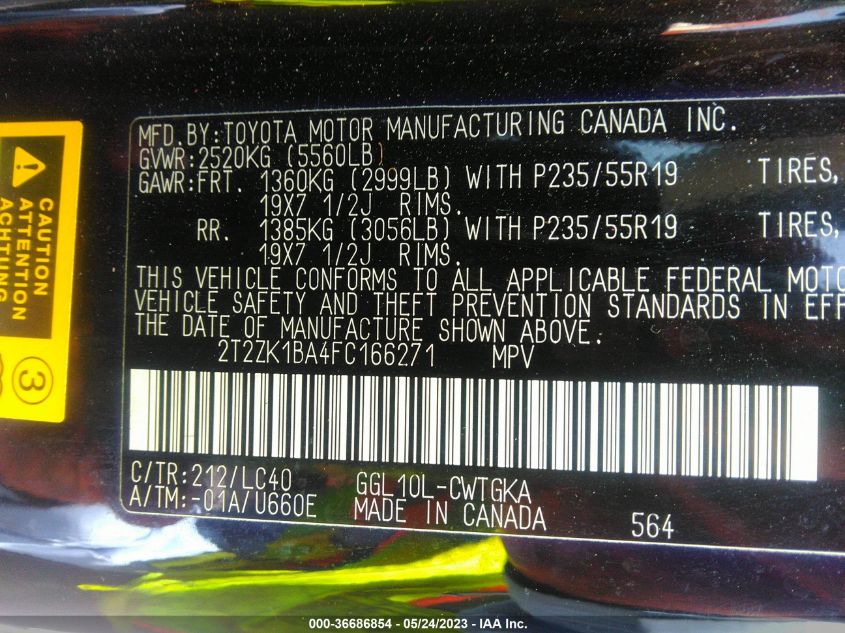 MFD.BY:TOYOTA MOTOR MANUFACTURING CANADA INC.
GVWR:2520KG (5560LB)
GAWR:FRT. 1360KG (2999LB) WITH P235/55R19 TIRES,
19X7 1/2J RIMS.
RR. 1385KG (3056LB) WITH P235/55R19 TIRES,
19X7 1/2J RIMS.
THIS VEHICLE CONFORMS TO ALL APPLICABLE FEDERAL MOTO
VEHICLE SAFETY AND THEFT PREVENTION STANDARDS IN EFF
THE DATE OF MANUFACTURE SHOWN ABOVE.
2T2ZK1BA4FC166271 MPV
C/TR:212/LC40 GGL10L-CWTGKA
A/TM:-01A/U660E MADE IN CANADA 564
CAUTION
ATTENTION
ACHTUNG
3
000-36686854 - 05/24/2023 - IAA Inc.